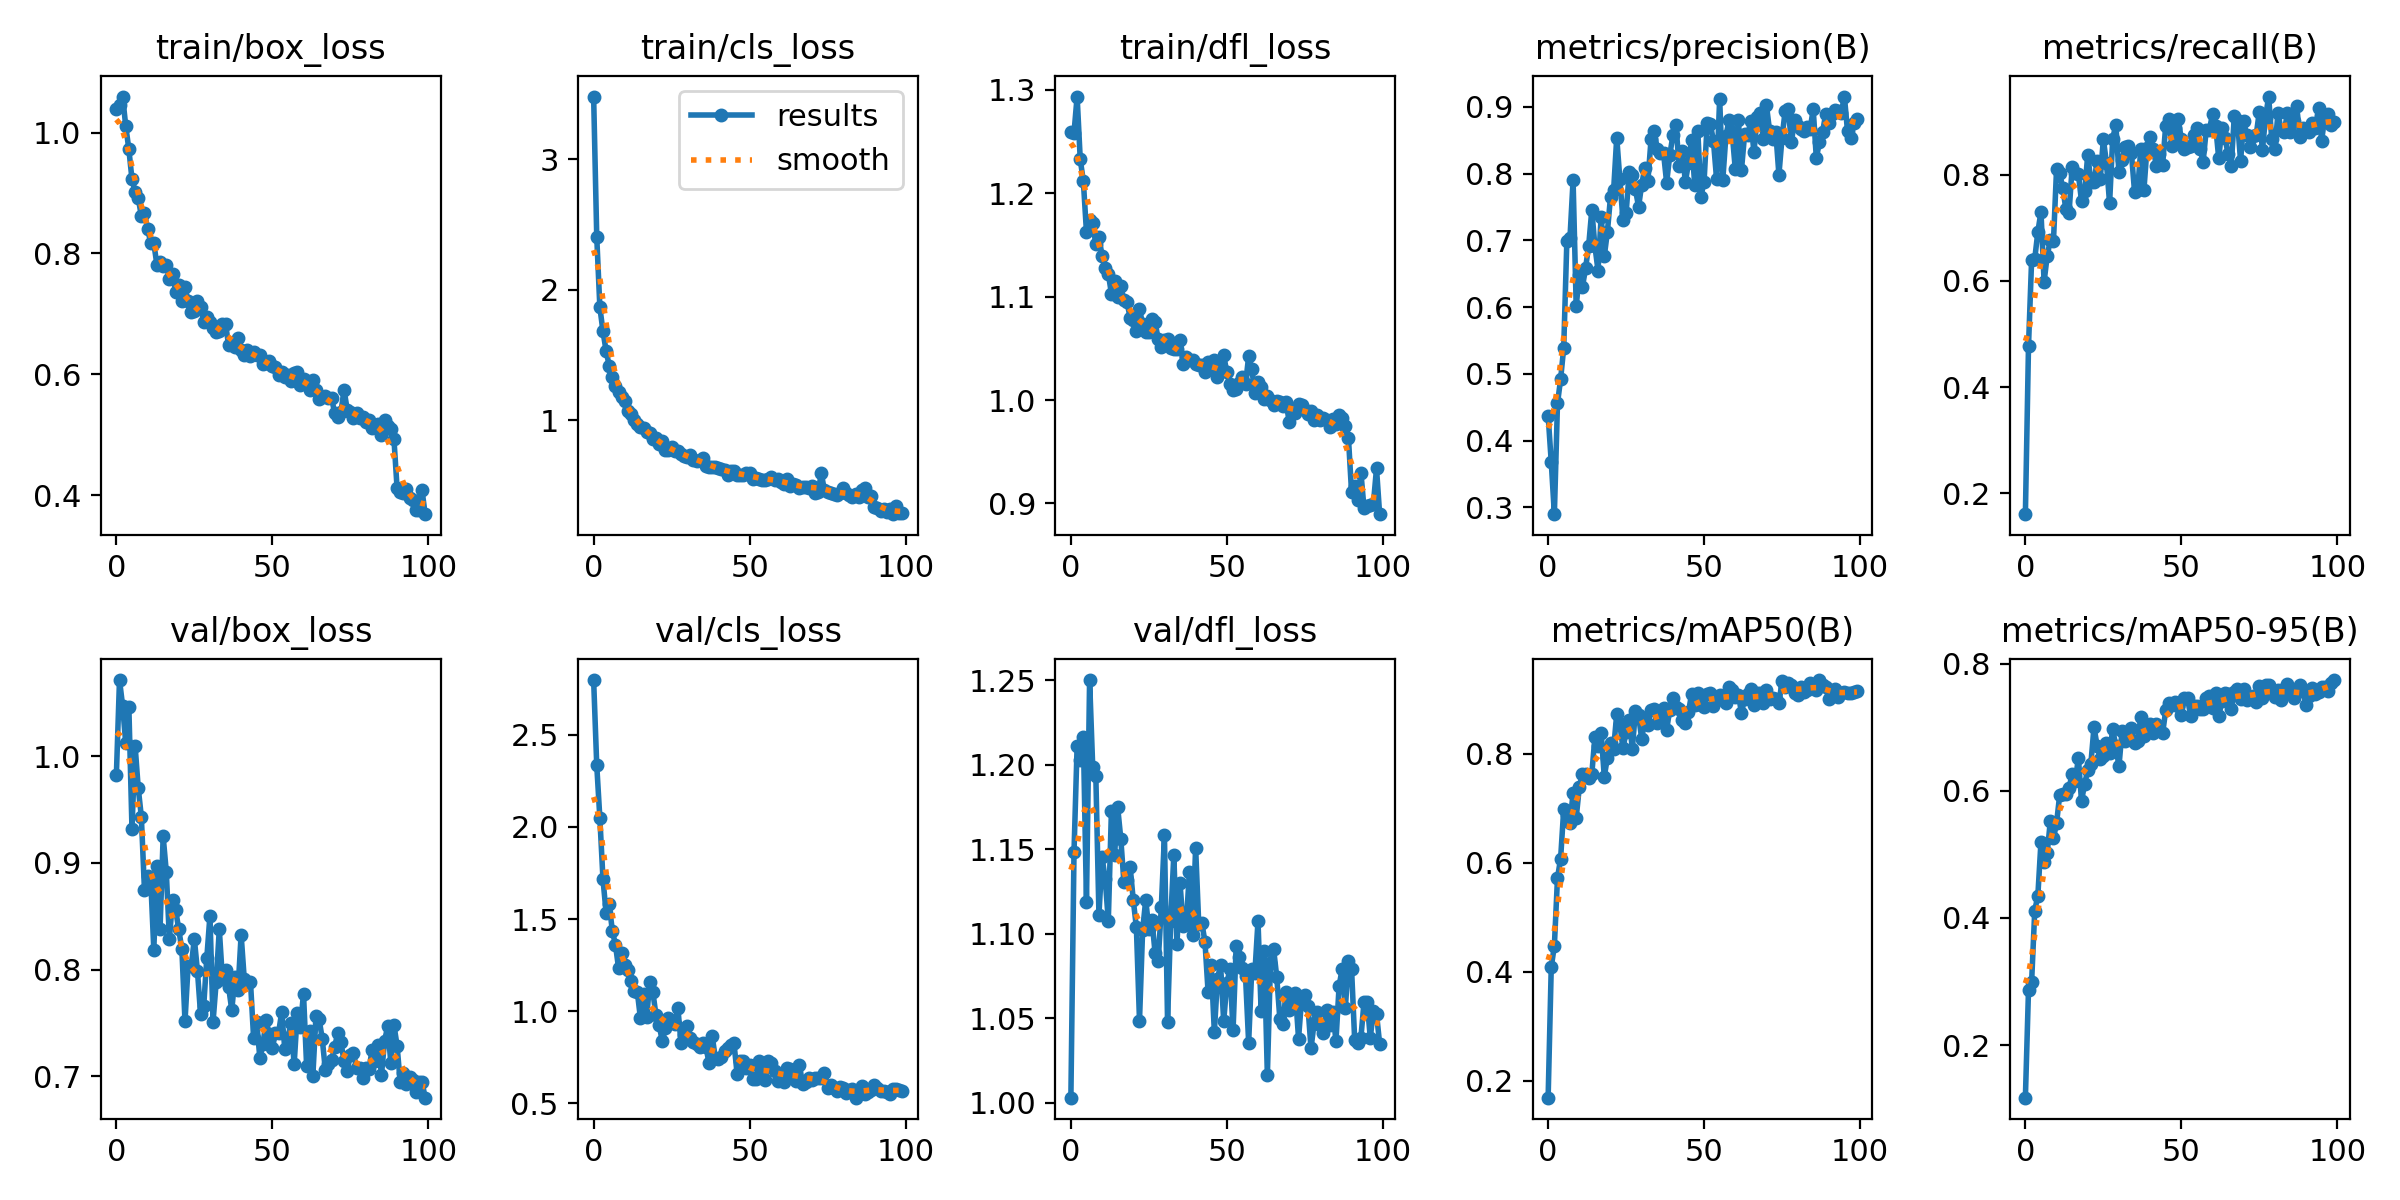 train/box_loss
1.0
0.8
0.6
0.4
0 50 100
train/cls_loss
results
smooth
3
2
1
0 50 100
train/dfl_loss
1.3
1.2
1.1
1.0
0.9
0 50 100
metrics/precision(B)
0.9
0.8
0.7
0.6
0.5
0.4
0.3
0 50 100
metrics/recall(B)
0.8
0.6
0.4
0.2
0 50 100
val/box_loss
1.0
0.9
0.8
0.7
0 50 100
val/cls_loss
2.5
2.0
1.5
1.0
0.5
0 50 100
val/dfl_loss
1.25
1.20
1.15
1.10
1.05
1.00
0 50 100
metrics/mAP50(B)
0.8
0.6
0.4
0.2
0 50 100
metrics/mAP50-95(B)
0.8
0.6
0.4
0.2
0 50 100